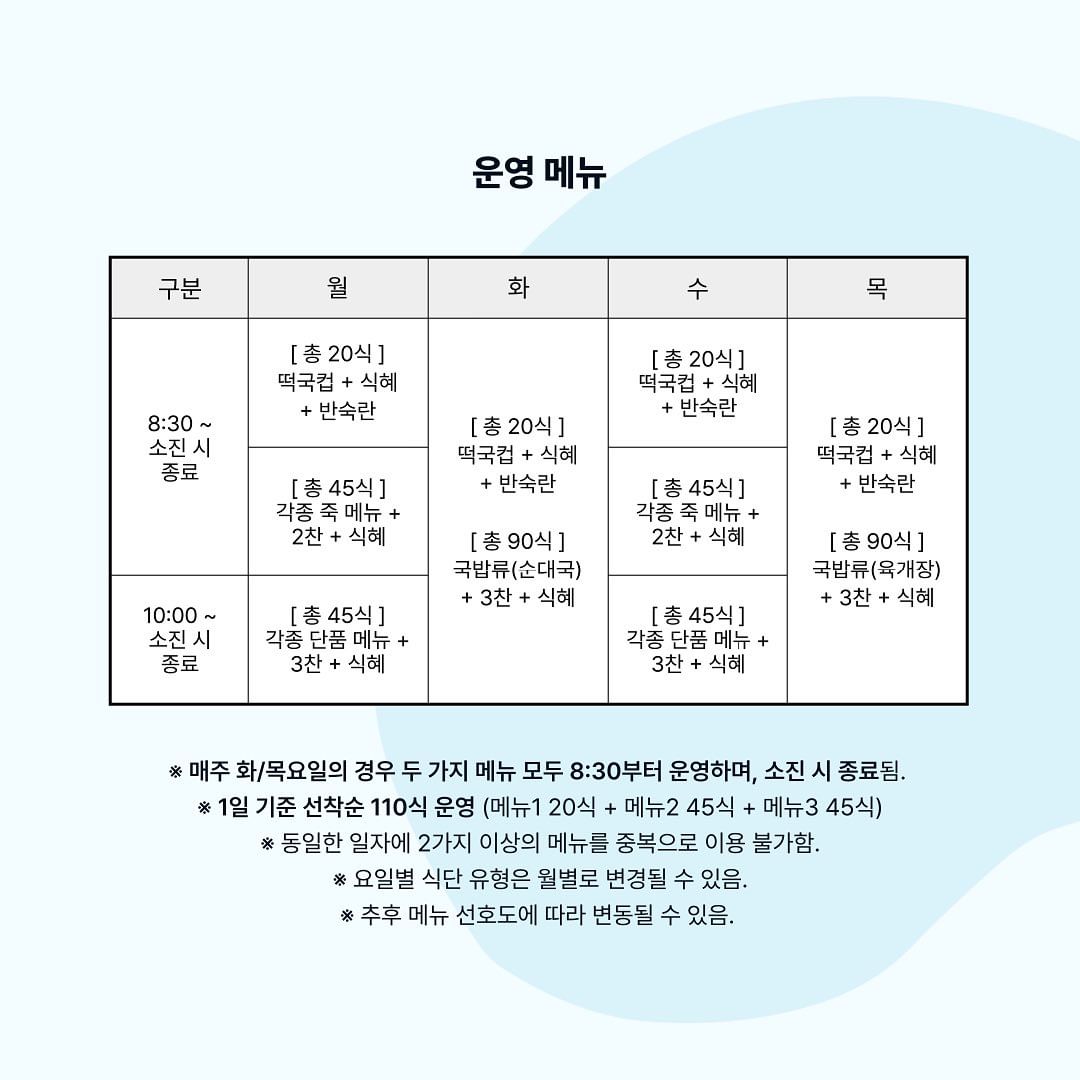 운영 메뉴
구분
월
화
수
목
8:30 ~
소진 시
종료
[ 총 20식 ]
떡국컵 + 식혜
+ 반숙란
[ 총 45식 ]
각종 죽 메뉴 +
2찬 + 식혜
[ 총 20식 ]
떡국컵 + 식혜
+ 반숙란
[ 총 90식 ]
국밥류(순대국)
+ 3찬 + 식혜
[ 총 20식 ]
떡국컵 + 식혜
+ 반숙란
[ 총 45식 ]
각종 죽 메뉴 +
2찬 + 식혜
[ 총 20식 ]
떡국컵 + 식혜
+ 반숙란
[ 총 90식 ]
국밥류(육개장)
+ 3찬 + 식혜
10:00 ~
소진 시
종료
[ 총 45식 ]
각종 단품 메뉴 +
3찬 + 식혜
[ 총 45식 ]
각종 단품 메뉴 +
3찬 + 식혜
※ 매주 화/목요일의 경우 두 가지 메뉴 모두 8:30부터 운영하며, 소진 시 종료됨.
※ 1일 기준 선착순 110식 운영 (메뉴1 20식 + 메뉴2 45식 + 메뉴3 45식)
※ 동일한 일자에 2가지 이상의 메뉴를 중복으로 이용 불가함.
※ 요일별 식단 유형은 월별로 변경될 수 있음.
※ 추후 메뉴 선호도에 따라 변동될 수 있음.